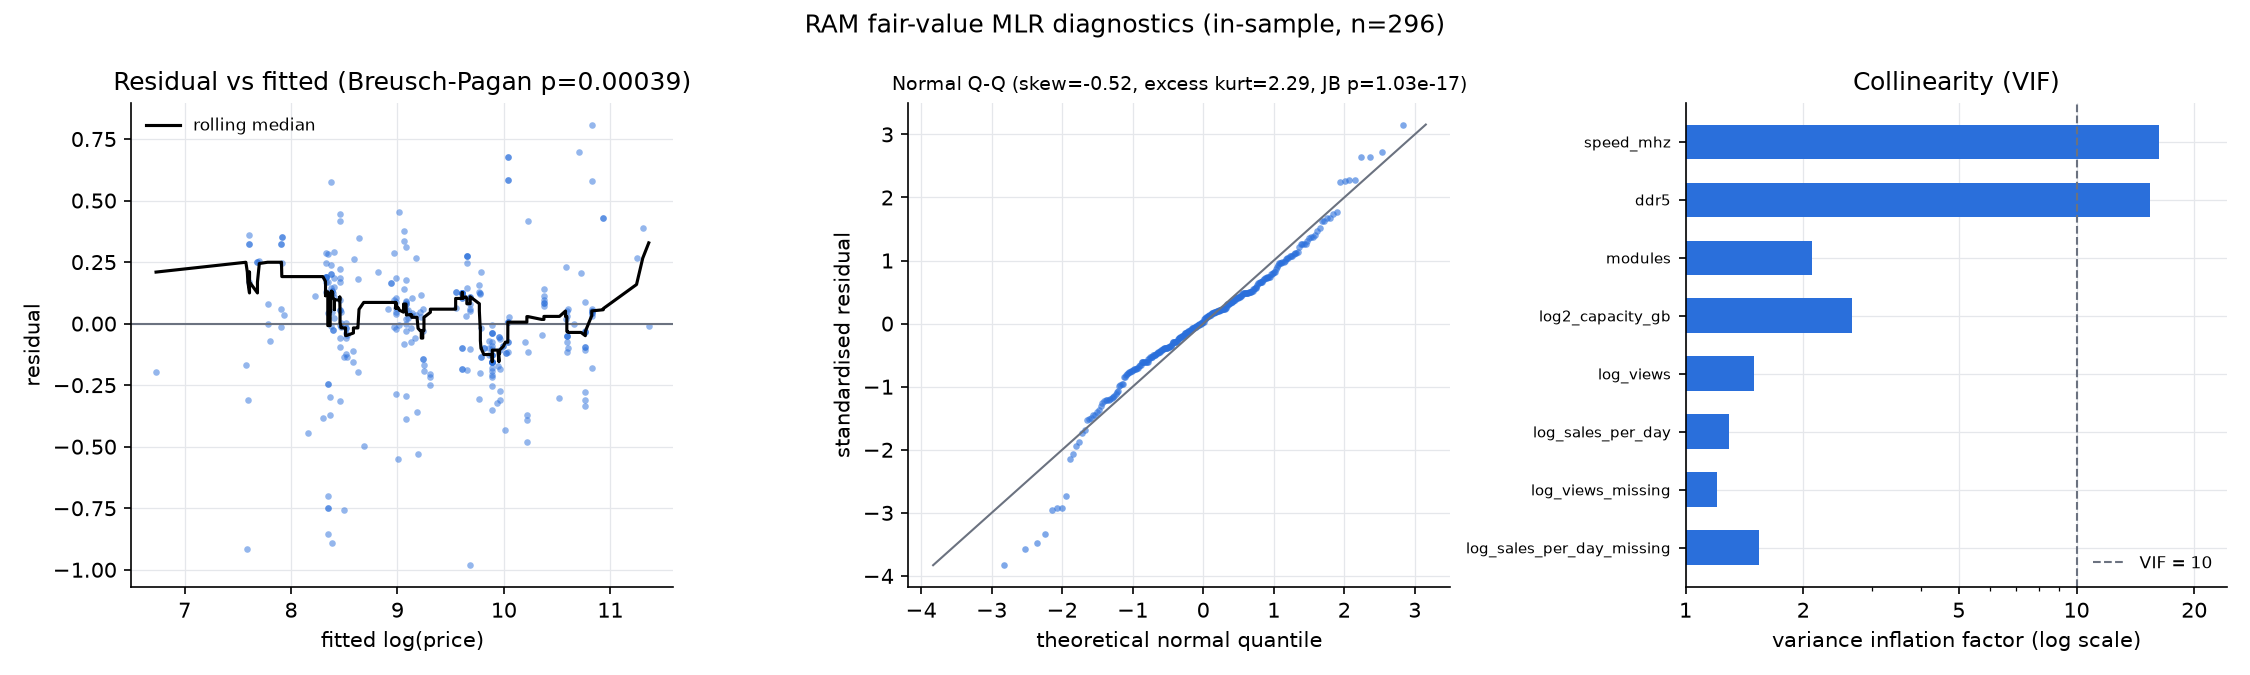 RAM fair-value MLR diagnostics (in-sample, n=296)
Residual vs fitted (Breusch-Pagan p=0.00039)
rolling median
0.75
0.50
0.25
0.00
−0.25
−0.50
−0.75
−1.00
residual
7 8 9 10 11
fitted log(price)
Normal Q-Q (skew=-0.52, excess kurt=2.29, JB p=1.03e-17)
3
2
1
0
−1
−2
−3
−4
standardised residual
−4 −3 −2 −1 0 1 2 3
theoretical normal quantile
Collinearity (VIF)
speed_mhz
ddr5
modules
log2_capacity_gb
log_views
log_sales_per_day
log_views_missing
log_sales_per_day_missing
VIF = 10
1 2 5 10 20
variance inflation factor (log scale)